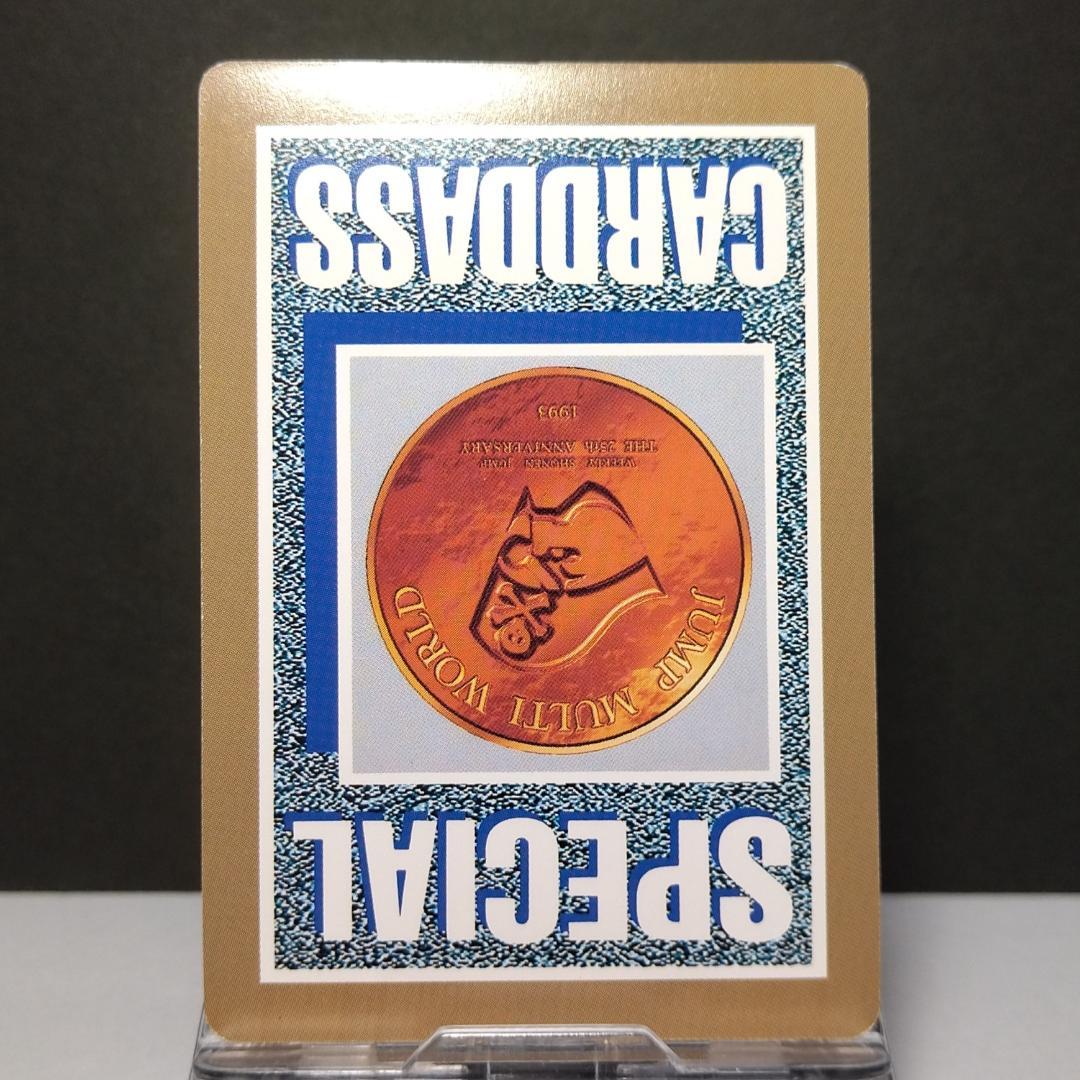 SPECIAL
JUMP MULTI WORLD
WEEKLY SHONEN JUMP
THE 25th ANNIVERSARY
1993
CARDDASS